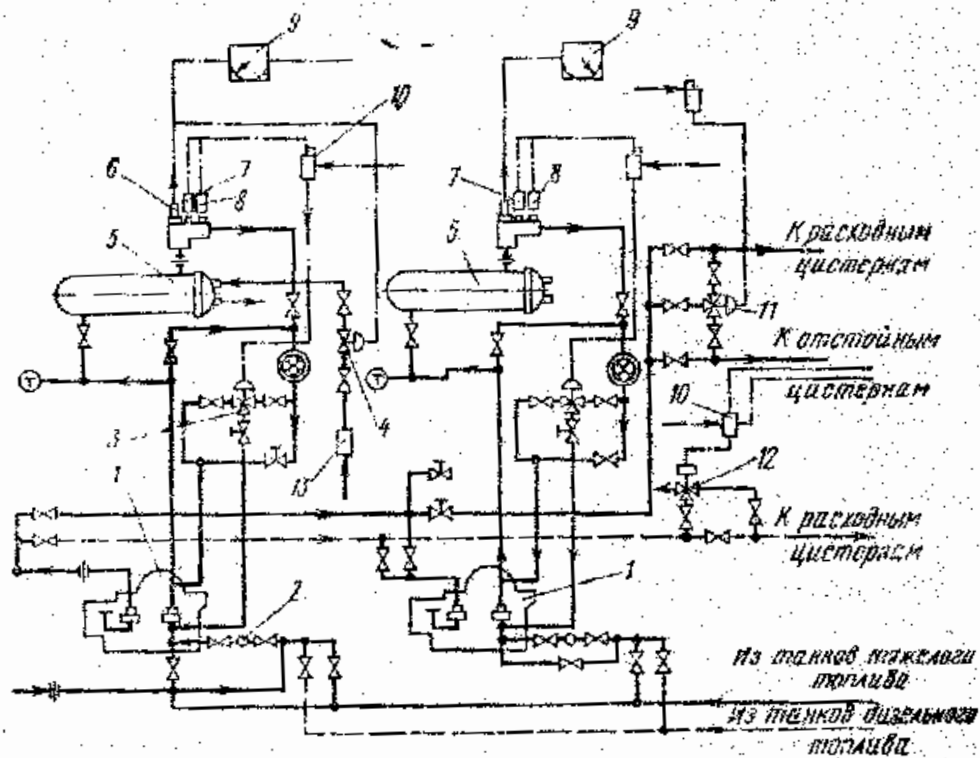 9
9
10
6
7
8
7
8
5
5
К расходным
цистернам
11
К отстойным
цистернам
10
3
4
13
12
1
К расходным
цистернам
1
2
Из танков тяжелого
топлива
Из танков дизельного
топлива
Т
Т